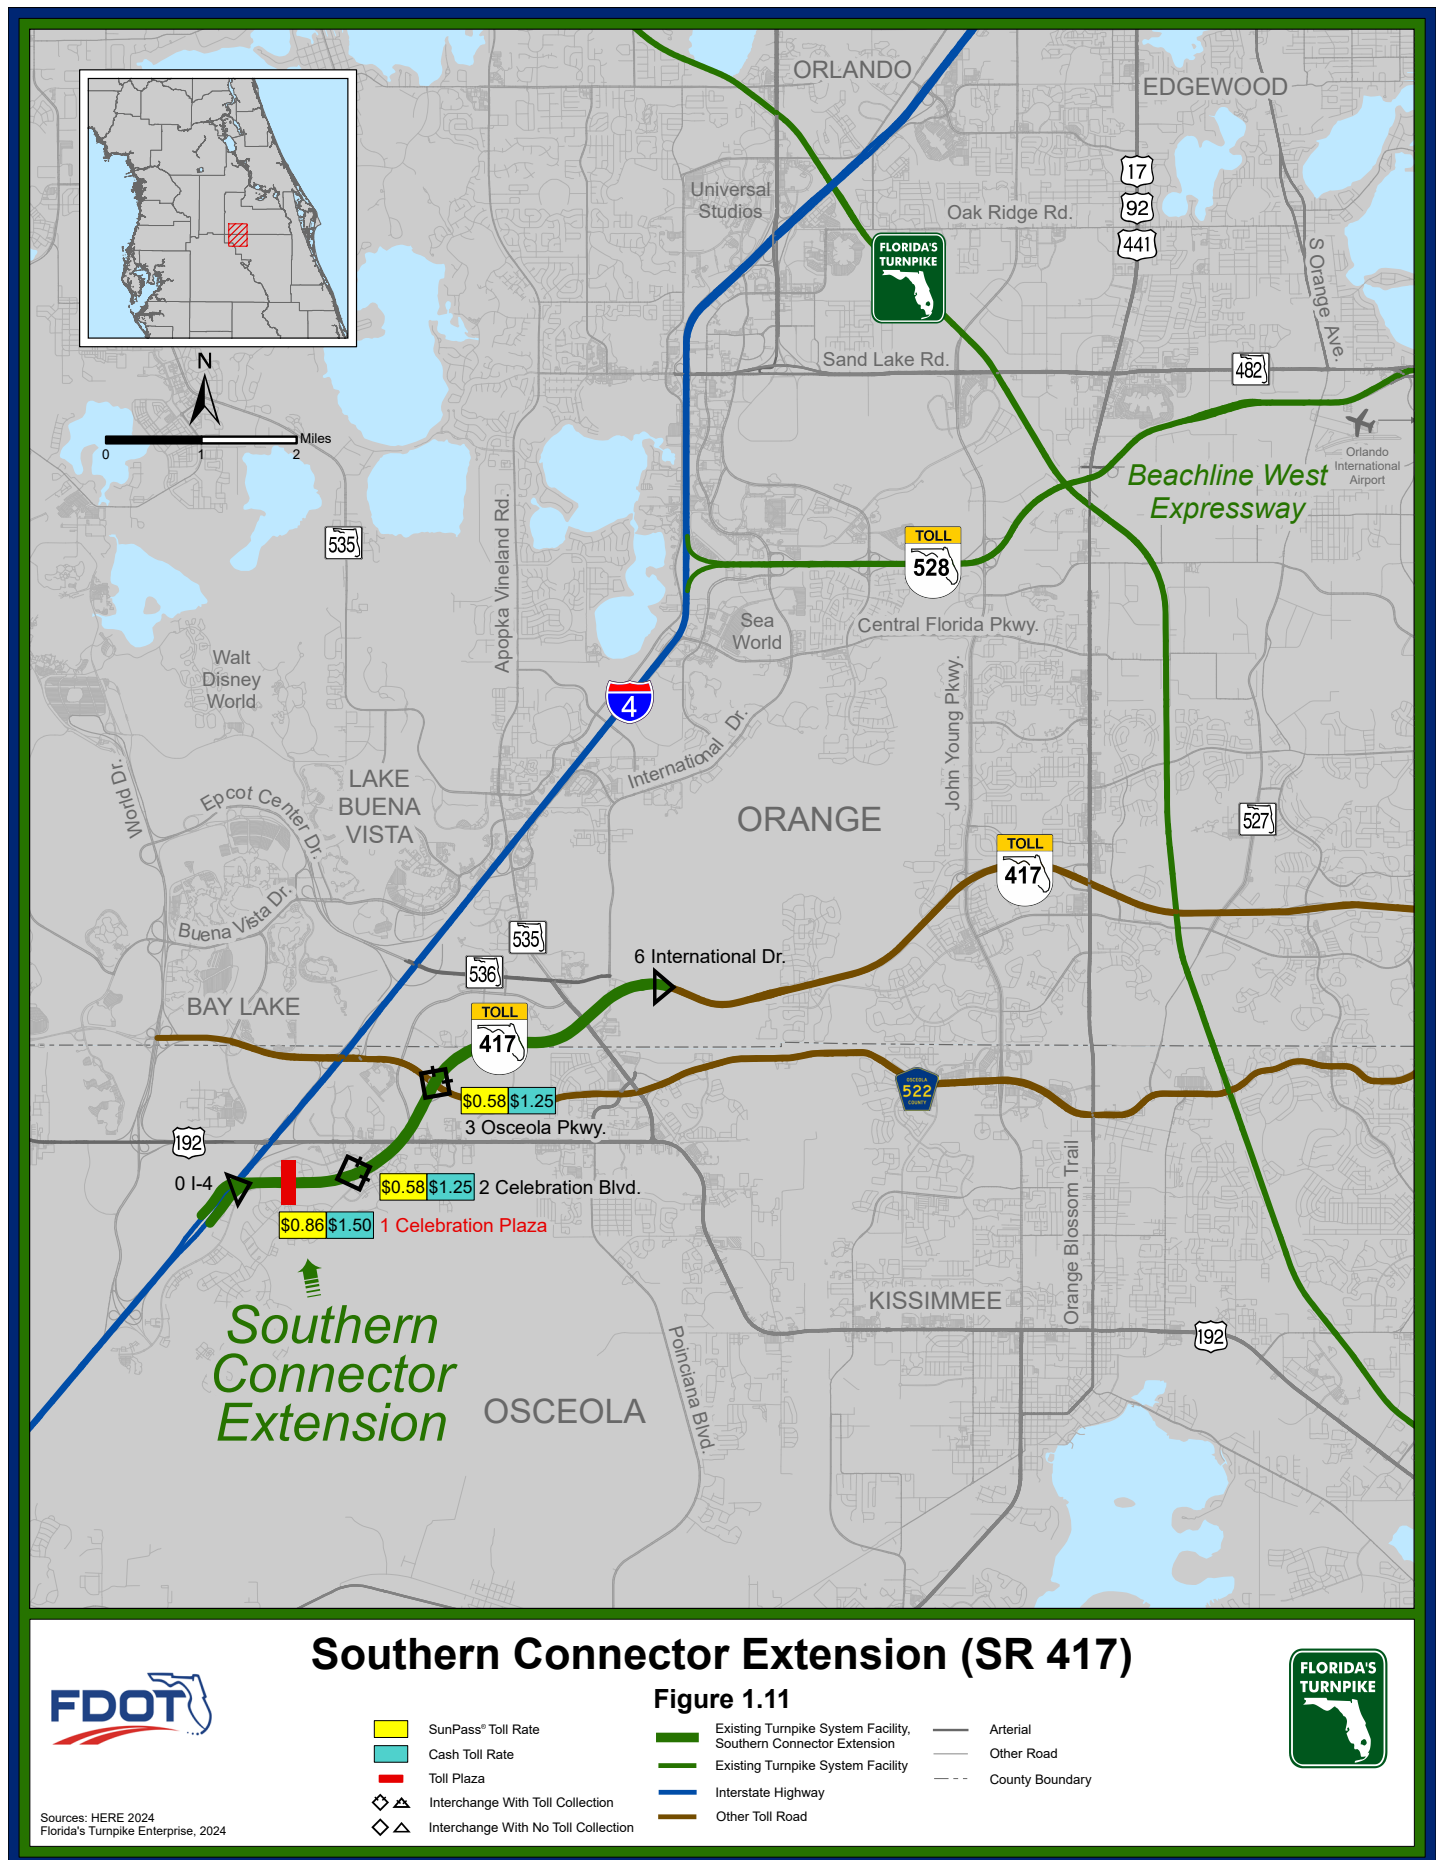 ORLANDO
EDGEWOOD
17
92
441
Universal
Studios
Oak Ridge Rd.
FLORIDA'S
TURNPIKE
S Orange Ave.
N
Sand Lake Rd.
482
0
1
2
Miles
Orlando
International
Airport
Beachline West
Expressway
535
Apopka Vineland Rd.
TOLL
528
Sea
World
Central Florida Pkwy.
Walt
Disney
World
4
John Young Pkwy.
International Dr.
World Dr.
Epcot Center Dr.
LAKE
BUENA
VISTA
ORANGE
527
TOLL
417
Buena Vista Dr.
535
536
6 International Dr.
BAY LAKE
TOLL
417
OSCEOLA
522
COUNTY
$0.58 $1.25
3 Osceola Pkwy.
192
0 I-4
$0.58 $1.25 2 Celebration Blvd.
$0.86 $1.50 1 Celebration Plaza
Orange Blossom Trail
KISSIMMEE
192
Southern
Connector
Extension
Poinciana Blvd.
OSCEOLA
Southern Connector Extension (SR 417)
Figure 1.11
FDOT
FLORIDA'S
TURNPIKE
SunPass® Toll Rate
Cash Toll Rate
Toll Plaza
Interchange With Toll Collection
Interchange With No Toll Collection
Existing Turnpike System Facility,
Southern Connector Extension
Existing Turnpike System Facility
Interstate Highway
Other Toll Road
Arterial
Other Road
County Boundary
Sources: HERE 2024
Florida's Turnpike Enterprise, 2024